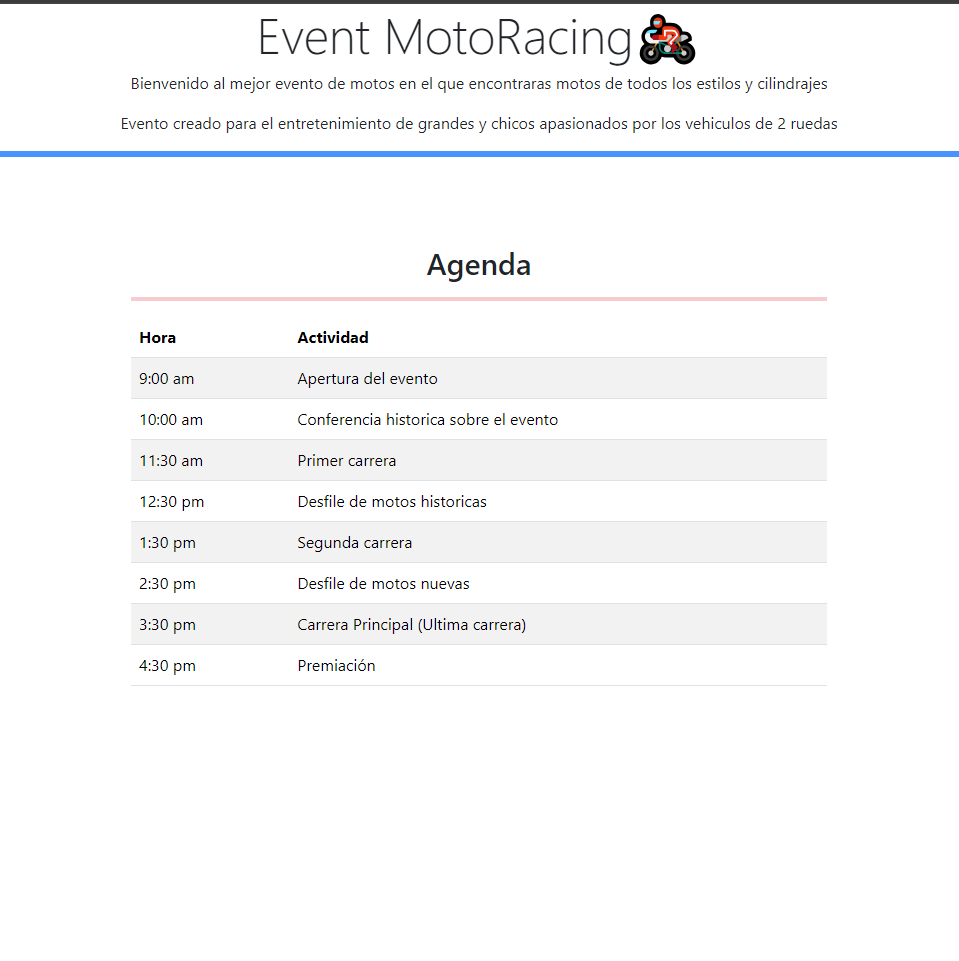 Event MotoRacing
Bienvenido al mejor evento de motos en el que encontraras motos de todos los estilos y cilindrajes
Evento creado para el entretenimiento de grandes y chicos apasionados por los vehiculos de 2 ruedas
Agenda
Hora Actividad
9:00 am Apertura del evento
10:00 am Conferencia historica sobre el evento
11:30 am Primer carrera
12:30 pm Desfile de motos historicas
1:30 pm Segunda carrera
2:30 pm Desfile de motos nuevas
3:30 pm Carrera Principal (Ultima carrera)
4:30 pm Premiación